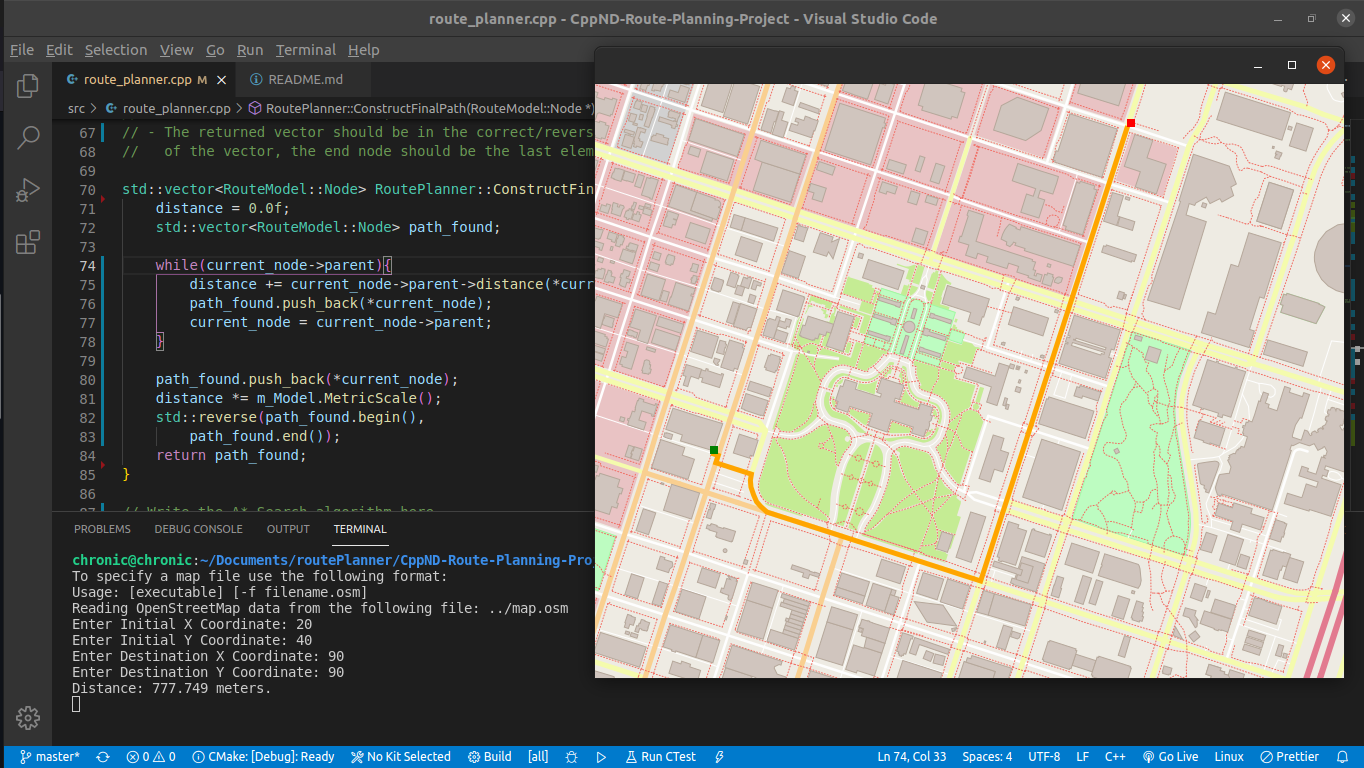 route_planner.cpp - CppND-Route-Planning-Project - Visual Studio Code
File Edit Selection View Go Run Terminal Help
route_planner.cpp M README.md
src > route_planner.cpp > RoutePlanner::ConstructFinalPath(RouteModel::Node *)
67 // - The returned vector should be in the correct/revers
68 // of the vector, the end node should be the last elem
69
70 std::vector<RouteModel::Node> RoutePlanner::ConstructFin
71 distance = 0.0f;
72 std::vector<RouteModel::Node> path_found;
73
74 while(current_node->parent){
75 distance += current_node->parent->distance(*curr
76 path_found.push_back(*current_node);
77 current_node = current_node->parent;
78 }
79
80 path_found.push_back(*current_node);
81 distance *= m_Model.MetricScale();
82 std::reverse(path_found.begin(),
83 path_found.end());
84 return path_found;
85 }
86
87 // Write the A* Search algorithm here
PROBLEMS DEBUG CONSOLE OUTPUT TERMINAL
chronic@chronic:~/Documents/routePlanner/CppND-Route-Planning-Pro
To specify a map file use the following format:
Usage: [executable] [-f filename.osm]
Reading OpenStreetMap data from the following file: ../map.osm
Enter Initial X Coordinate: 20
Enter Initial Y Coordinate: 40
Enter Destination X Coordinate: 90
Enter Destination Y Coordinate: 90
Distance: 777.749 meters.
master* 0 0 CMake: [Debug]: Ready No Kit Selected Build [all] Run CTest Ln 74, Col 33 Spaces: 4 UTF-8 LF C++ Go Live Linux Prettier